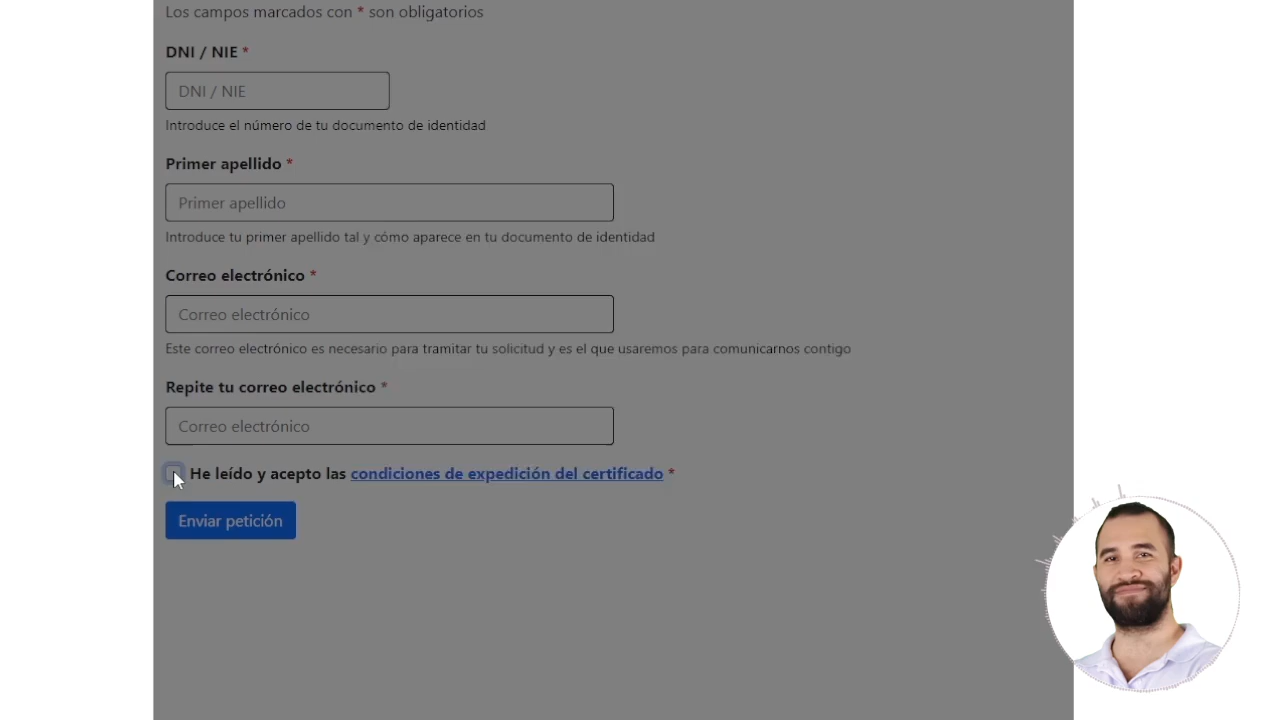 Los campos marcados con * son obligatorios
DNI / NIE *
DNI / NIE
Introduce el número de tu documento de identidad
Primer apellido *
Primer apellido
Introduce tu primer apellido tal y cómo aparece en tu documento de identidad
Correo electrónico *
Correo electrónico
Este correo electrónico es necesario para tramitar tu solicitud y es el que usaremos para comunicarnos contigo
Repite tu correo electrónico *
Correo electrónico
He leído y acepto las condiciones de expedición del certificado *
Enviar petición